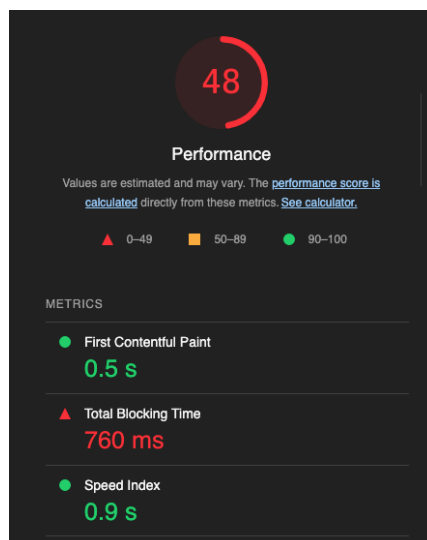 48
Performance
Values are estimated and may vary. The performance score is
calculated directly from these metrics. See calculator.
0–49 50–89 90–100
METRICS
First Contentful Paint
0.5 s
Total Blocking Time
760 ms
Speed Index
0.9 s